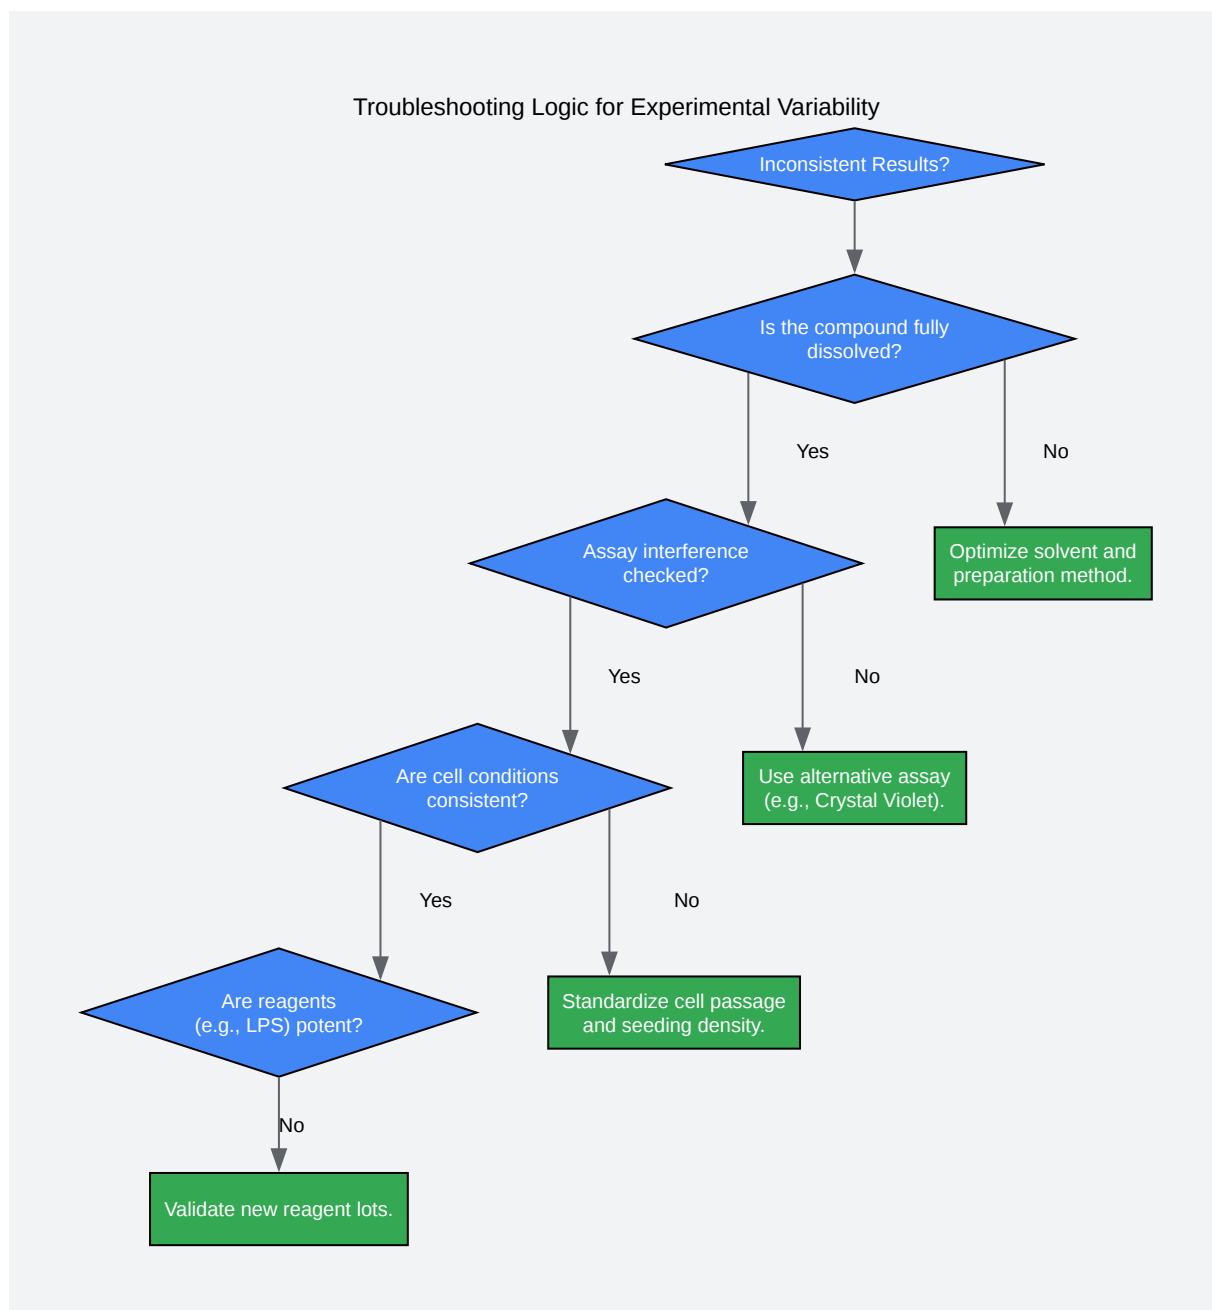 Troubleshooting Logic for Experimental Variability
Inconsistent Results?
Is the compound fully
dissolved?
Yes
No
Assay interference
checked?
Optimize solvent and
preparation method.
Yes
No
Are cell conditions
consistent?
Use alternative assay
(e.g., Crystal Violet).
Yes
No
Are reagents
(e.g., LPS) potent?
Standardize cell passage
and seeding density.
No
Validate new reagent lots.